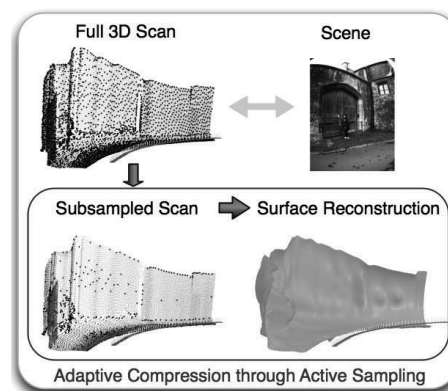 Full 3D Scan
Scene
Subsampled Scan
Surface Reconstruction
Adaptive Compression through Active Sampling